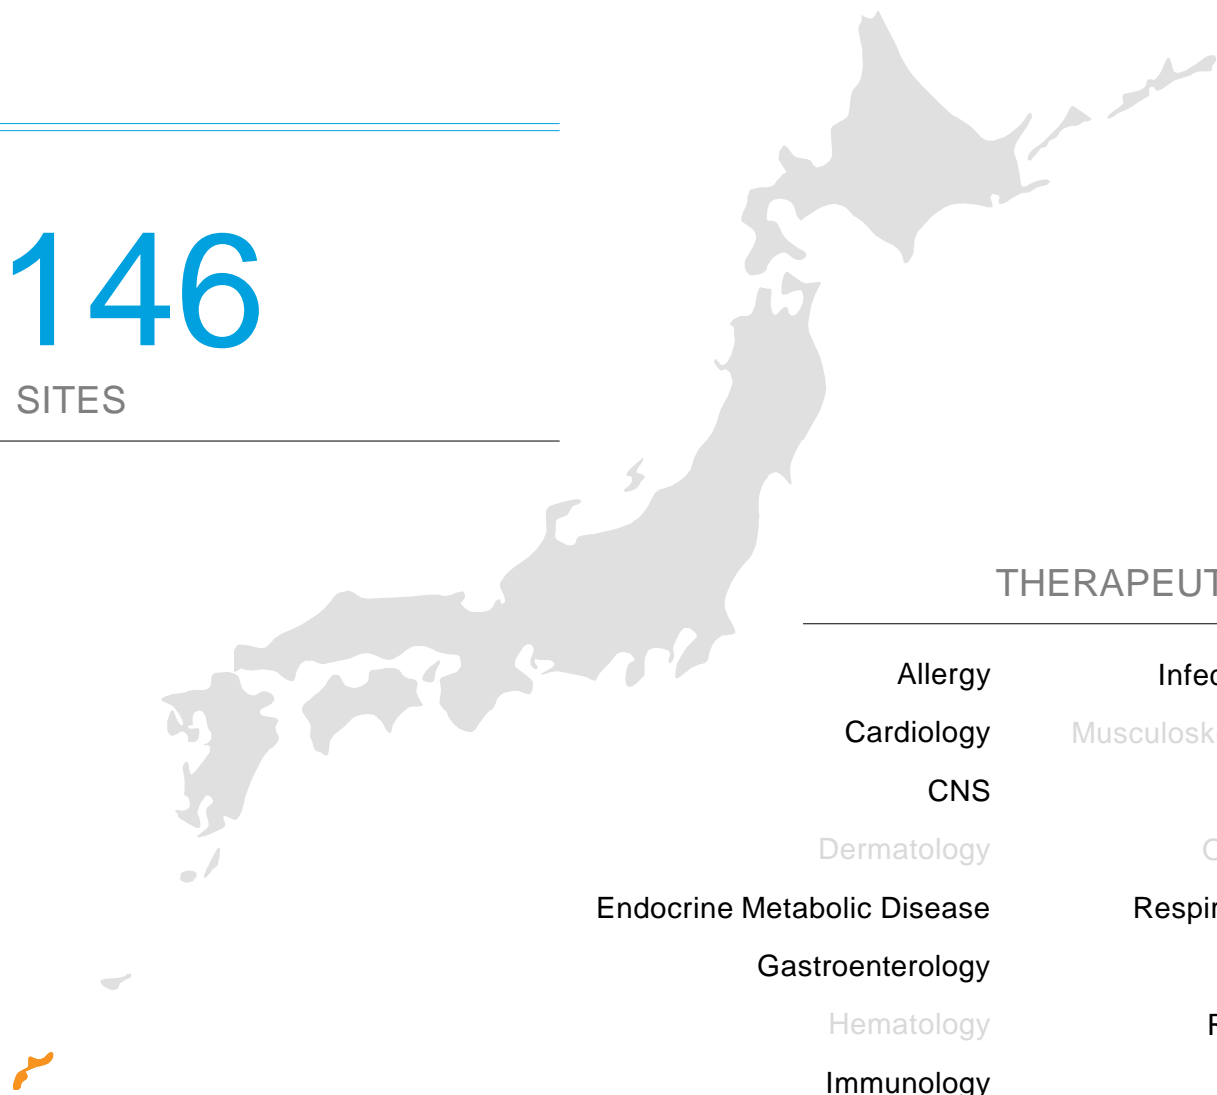 146
SITES
THERAPEUT
Allergy
Infec
Cardiology
Musculosk
CNS
Dermatology
Endocrine Metabolic Disease
Respir
Gastroenterology
Hematology
Immunology